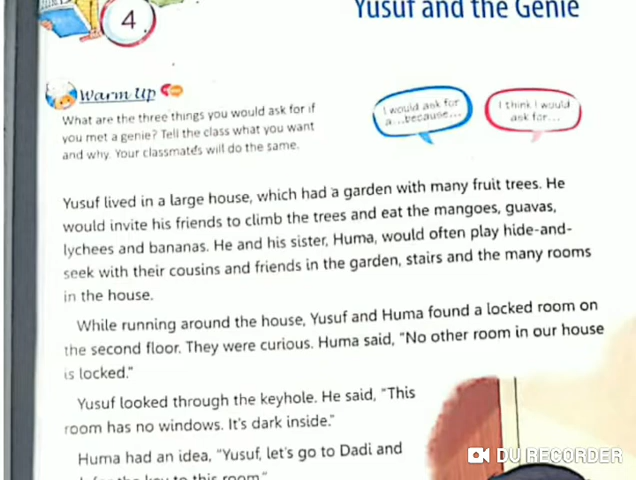 Yusuf and the Genie
4
Warm Up
What are the three things you would ask for if
you met a genie? Tell the class what you want
and why. Your classmates will do the same.
I would ask for
a...because...
I think I would
ask for...
Yusuf lived in a large house, which had a garden with many fruit trees. He
would invite his friends to climb the trees and eat the mangoes, guavas,
lychees and bananas. He and his sister, Huma, would often play hide-and-
seek with their cousins and friends in the garden, stairs and the many rooms
in the house.
While running around the house, Yusuf and Huma found a locked room on
the second floor. They were curious. Huma said, "No other room in our house
is locked."
Yusuf looked through the keyhole. He said, "This
room has no windows. It's dark inside."
Huma had an idea, "Yusuf, let's go to Dadi and
for the key to this room."
DU RECORDER